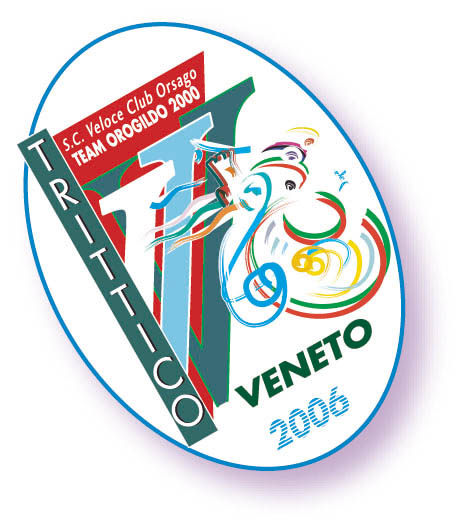 S.C. Veloce Club Orsago
TEAM OROGILDO 2000
TRITTICO
VENETO
2006